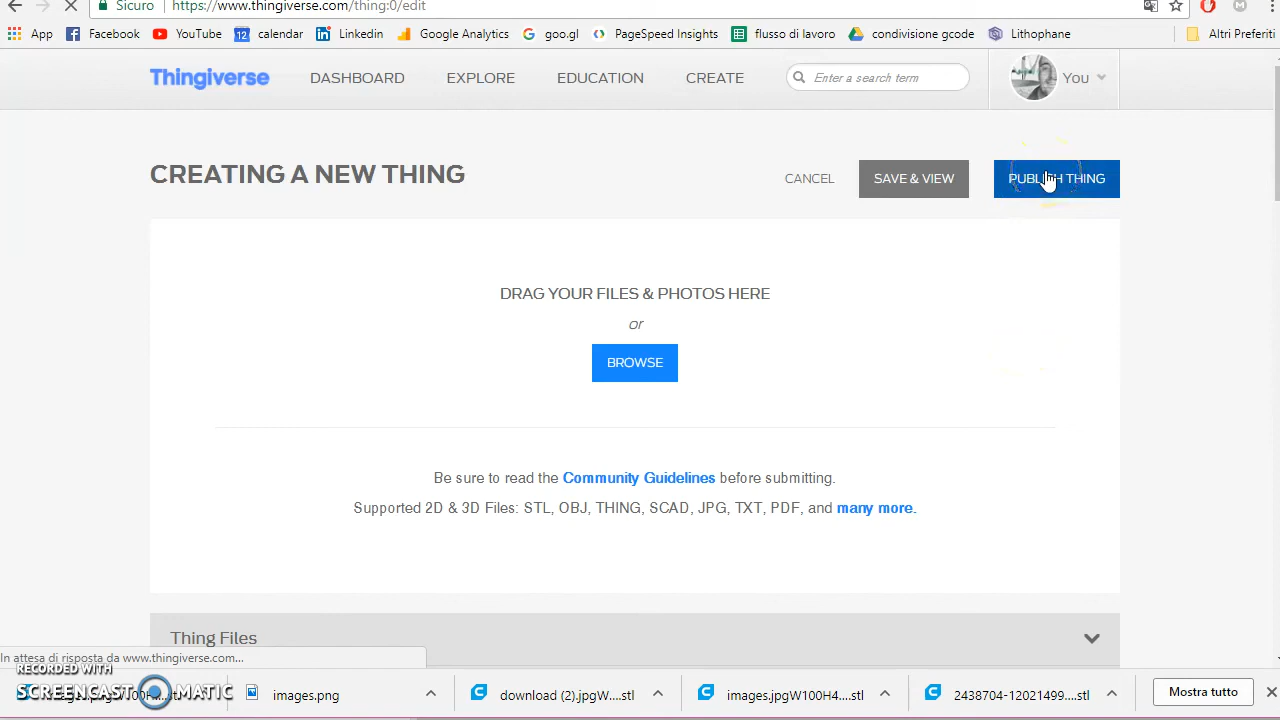 Sicuro https://www.thingiverse.com/thing:0/edit
App Facebook YouTube 12 calendar Linkedin Google Analytics goo.gl PageSpeed Insights flusso di lavoro condivisione gcode Lithophane Altri Preferiti
Thingiverse DASHBOARD EXPLORE EDUCATION CREATE Enter a search term You
CREATING A NEW THING CANCEL SAVE & VIEW PUBLISH THING
DRAG YOUR FILES & PHOTOS HERE
or
BROWSE
Be sure to read the Community Guidelines before submitting.
Supported 2D & 3D Files: STL, OBJ, THING, SCAD, JPG, TXT, PDF, and many more.
Thing Files
In attesa di risposta da www.thingiverse.com...
RECORDED WITH
SCREENCAST MATIC
images.png download (2).jpgW....stl images.jpgW100H4....stl 2438704-12021499....stl Mostra tutto